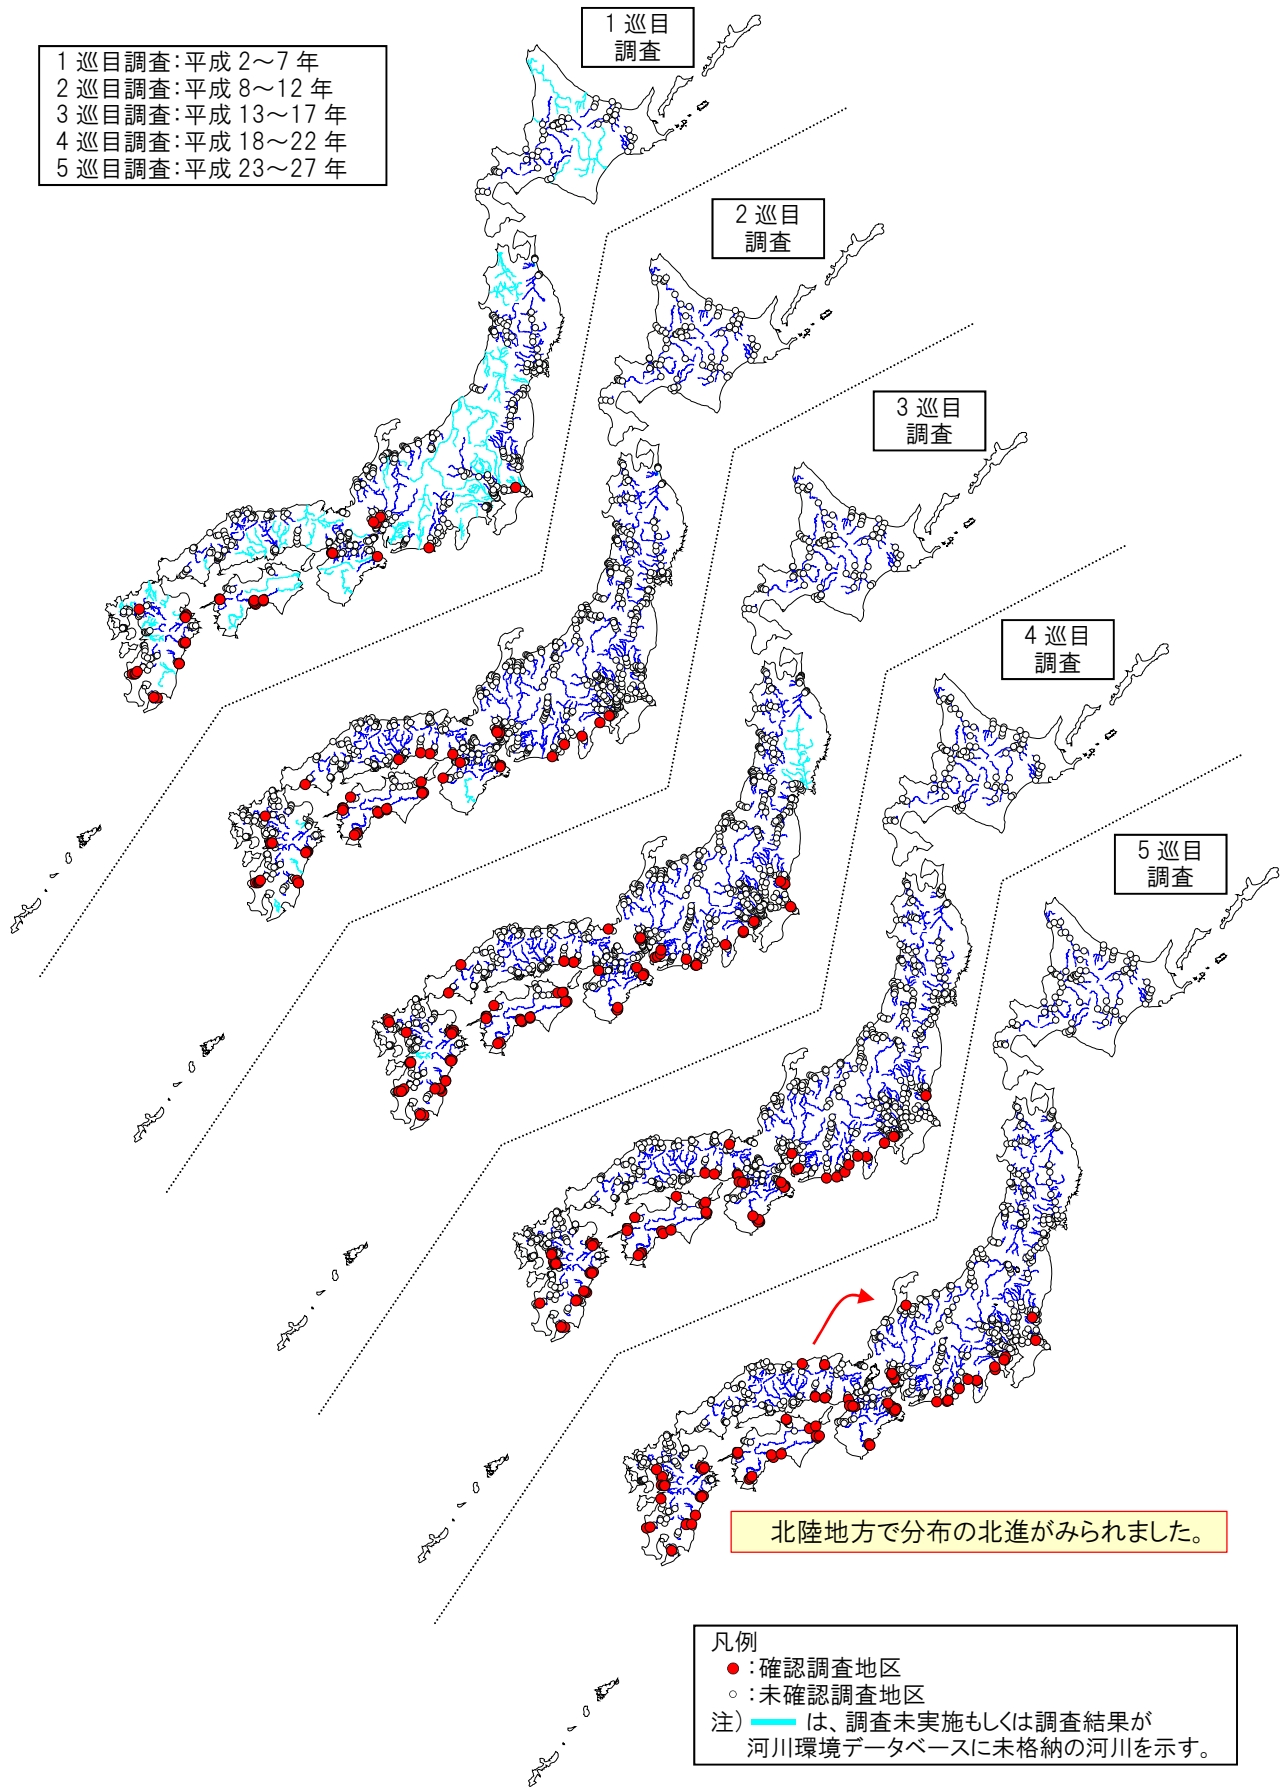 1 巡目調査：平成 2～7 年
2 巡目調査：平成 8～12 年
3 巡目調査：平成 13～17 年
4 巡目調査：平成 18～22 年
5 巡目調査：平成 23～27 年
1 巡目
調査
2 巡目
調査
3 巡目
調査
4 巡目
調査
5 巡目
調査
北陸地方で分布の北進がみられました。
凡例
：確認調査地区
：未確認調査地区
注） は、調査未実施もしくは調査結果が
河川環境データベースに未格納の河川を示す。